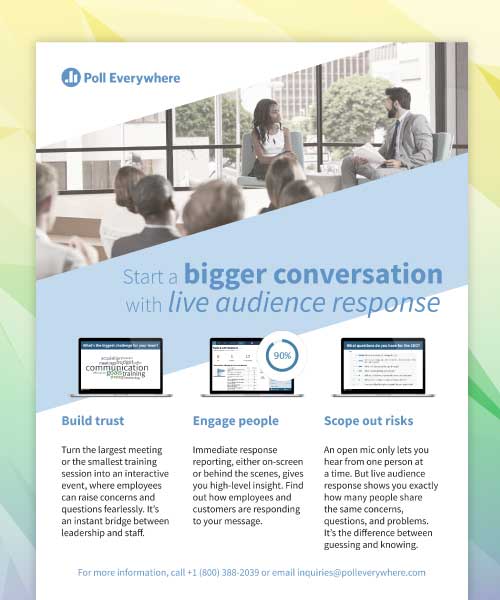 Poll Everywhere
Start a bigger conversation
with live audience response
What's the biggest challenge for your team?
communication
goals training
90%
What questions do you have for the CEO?
Build trust
Turn the largest meeting
or the smallest training
session into an interactive
event, where employees
can raise concerns and
questions fearlessly. It's
an instant bridge between
leadership and staff.
Engage people
Immediate response
reporting, either on-screen
or behind the scenes, gives
you high-level insight. Find
out how employees and
customers are responding
to your message.
Scope out risks
An open mic only lets you
hear from one person at
a time. But live audience
response shows you exactly
how many people share
the same concerns,
questions, and problems.
It's the difference between
guessing and knowing.
For more information, call +1 (800) 388-2039 or email inquiries@polleverywhere.com